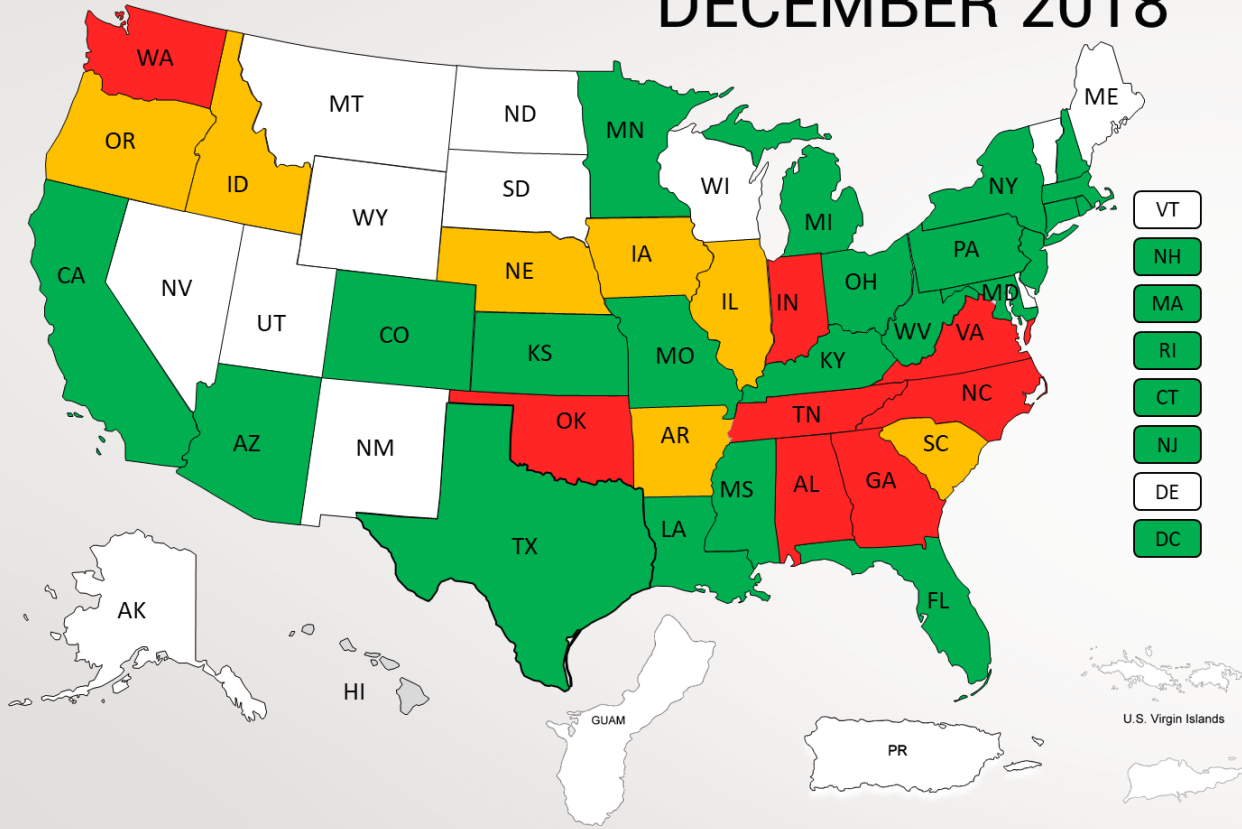 DECEMBER 2018
WA
MT
ND
MN
ME
OR
ID
SD
WI
NY
WY
MI
VT
CA
NV
NE
IA
PA
NH
UT
CO
IL
IN
OH
MD
MA
KS
MO
WV
VA
RI
KY
NC
CT
AZ
NM
OK
AR
TN
SC
NJ
MS
AL
GA
DE
TX
LA
DC
AK
FL
HI
GUAM
PR
U.S. Virgin Islands